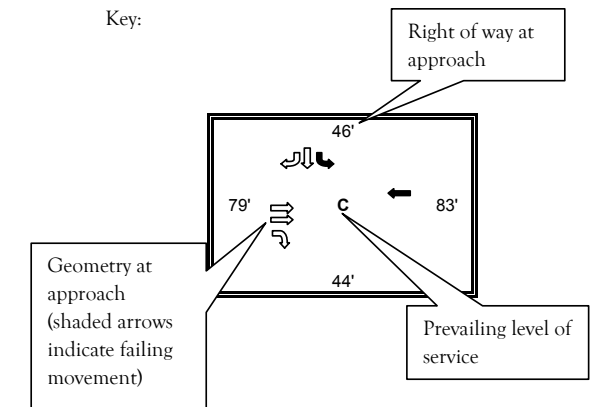 Key:
Right of way at
approach
46'
79'
C
83'
44'
Geometry at
approach
(shaded arrows
indicate failing
movement)
Prevailing level of
service